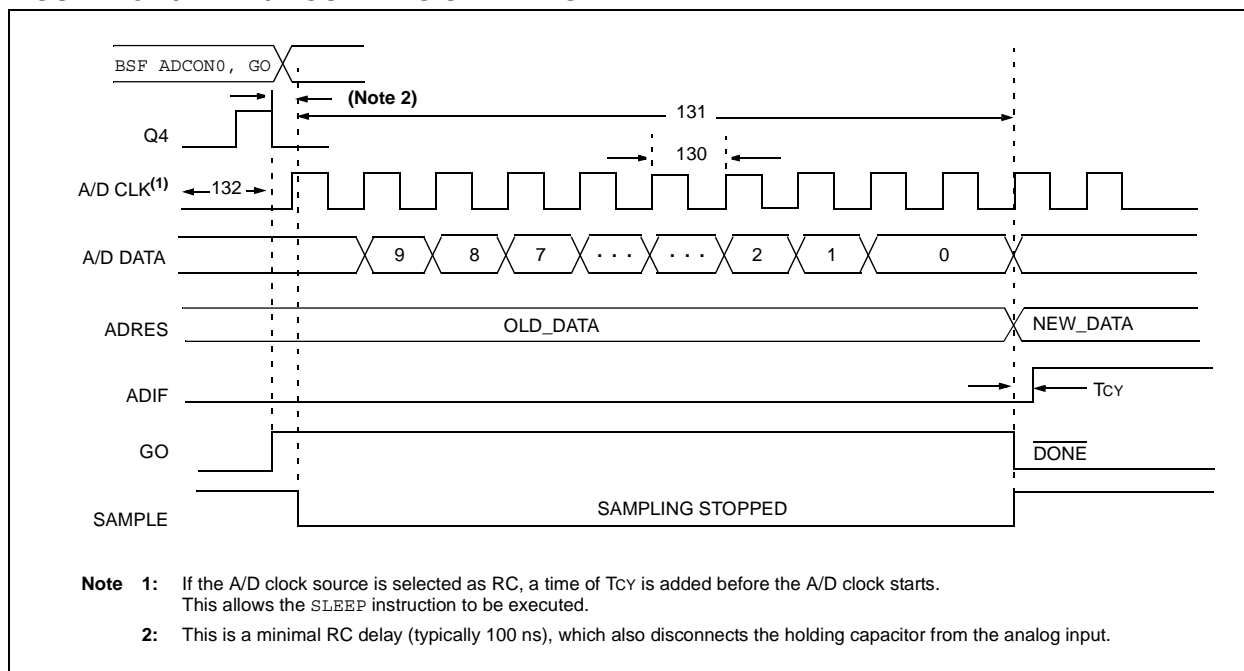 BSF ADCON0, GO
(Note 2)
131
Q4
130
A/D CLK(1)
132
A/D DATA
9 8 7 . . . . . . 2 1 0
ADRES
OLD_DATA
NEW_DATA
ADIF
TCY
GO
DONE
SAMPLE
SAMPLING STOPPED
Note 1: If the A/D clock source is selected as RC, a time of TCY is added before the A/D clock starts.
This allows the SLEEP instruction to be executed.
2: This is a minimal RC delay (typically 100 ns), which also disconnects the holding capacitor from the analog input.